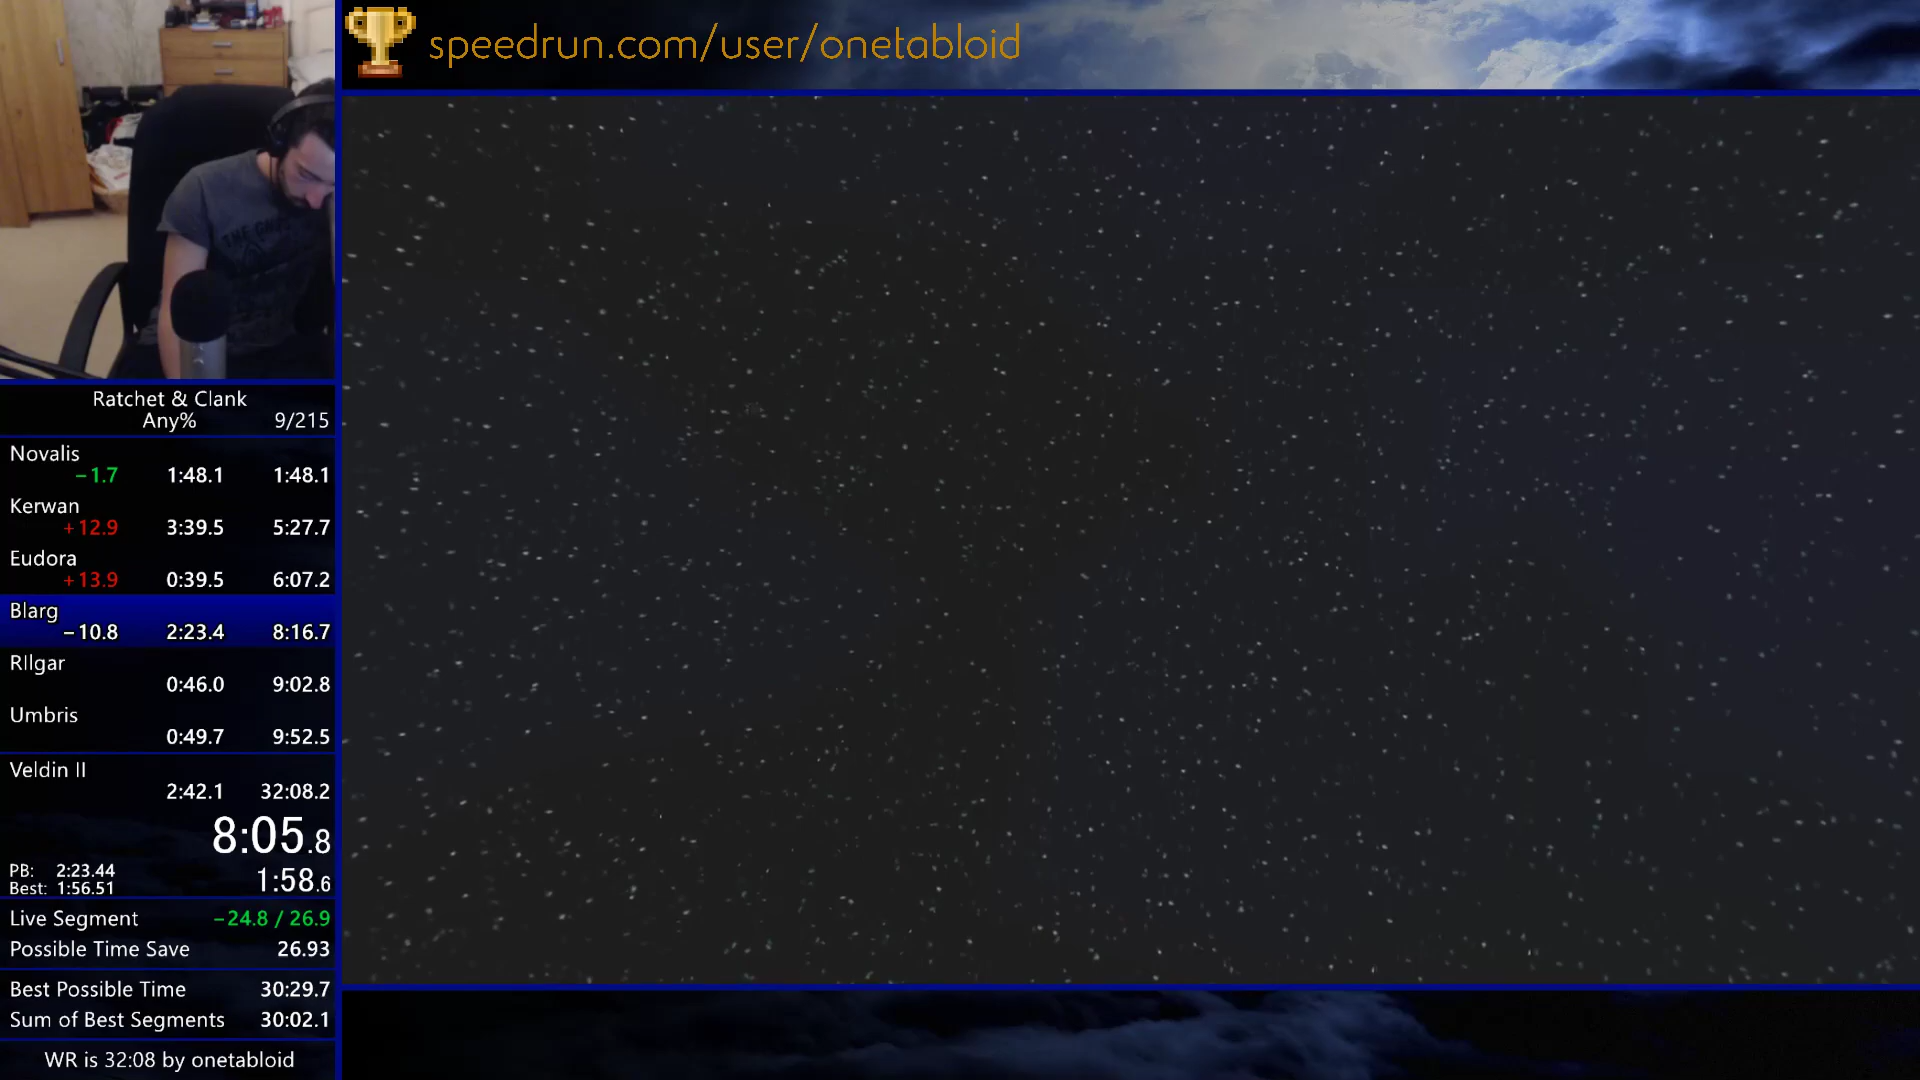 speedrun.com/user/onetabloid
Ratchet & Clank
Any% 9/215
Novalis
−1.7 1:48.1 1:48.1
Kerwan
+12.9 3:39.5 5:27.7
Eudora
+13.9 0:39.5 6:07.2
Blarg
−10.8 2:23.4 8:16.7
RIlgar
0:46.0 9:02.8
Umbris
0:49.7 9:52.5
Veldin II
2:42.1 32:08.2
8:05.8
PB: 2:23.44
Best: 1:56.51
1:58.6
Live Segment −24.8 / 26.9
Possible Time Save 26.93
Best Possible Time 30:29.7
Sum of Best Segments 30:02.1
WR is 32:08 by onetabloid